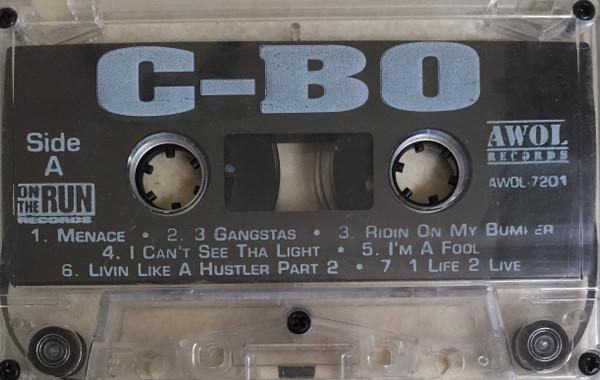 C-BO
Side
A
ON
THE RUN
RECORDS
AWOL
RECORDS
AWOL-7201
1. MENACE • 2. 3 GANGSTAS • 3. RIDIN ON MY BUMPER
4. I CAN'T SEE THA LIGHT • 5. I'M A FOOL
6. LIVIN LIKE A HUSTLER PART 2 • 7 1 LIFE 2 LIVE